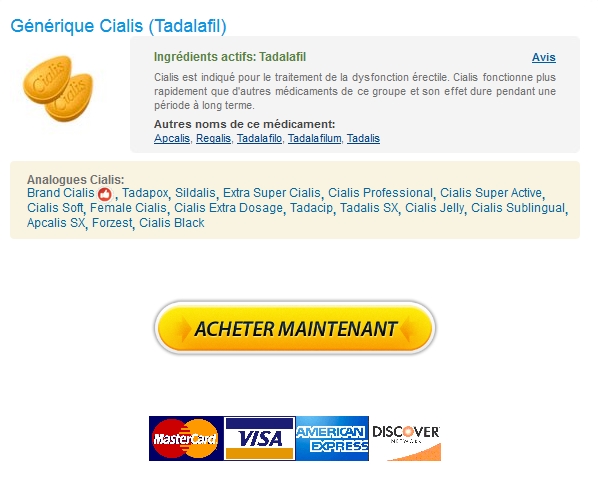 Générique Cialis (Tadalafil)
Cialis
Cialis
Ingrédients actifs: Tadalafil
Avis
Cialis est indiqué pour le traitement de la dysfonction érectile. Cialis fonctionne plus
rapidement que d'autres médicaments de ce groupe et son effet dure pendant une
période à long terme.
Autres noms de ce médicament:
Apcalis, Regalis, Tadalafilo, Tadalafilum, Tadalis
Analogues Cialis:
Brand Cialis , Tadapox, Sildalis, Extra Super Cialis, Cialis Professional, Cialis Super Active,
Cialis Soft, Female Cialis, Cialis Extra Dosage, Tadacip, Tadalis SX, Cialis Jelly, Cialis Sublingual,
Apcalis SX, Forzest, Cialis Black
ACHETER MAINTENANT
MasterCard
VISA
AMERICAN
EXPRESS
DISCOVER
NETWORK